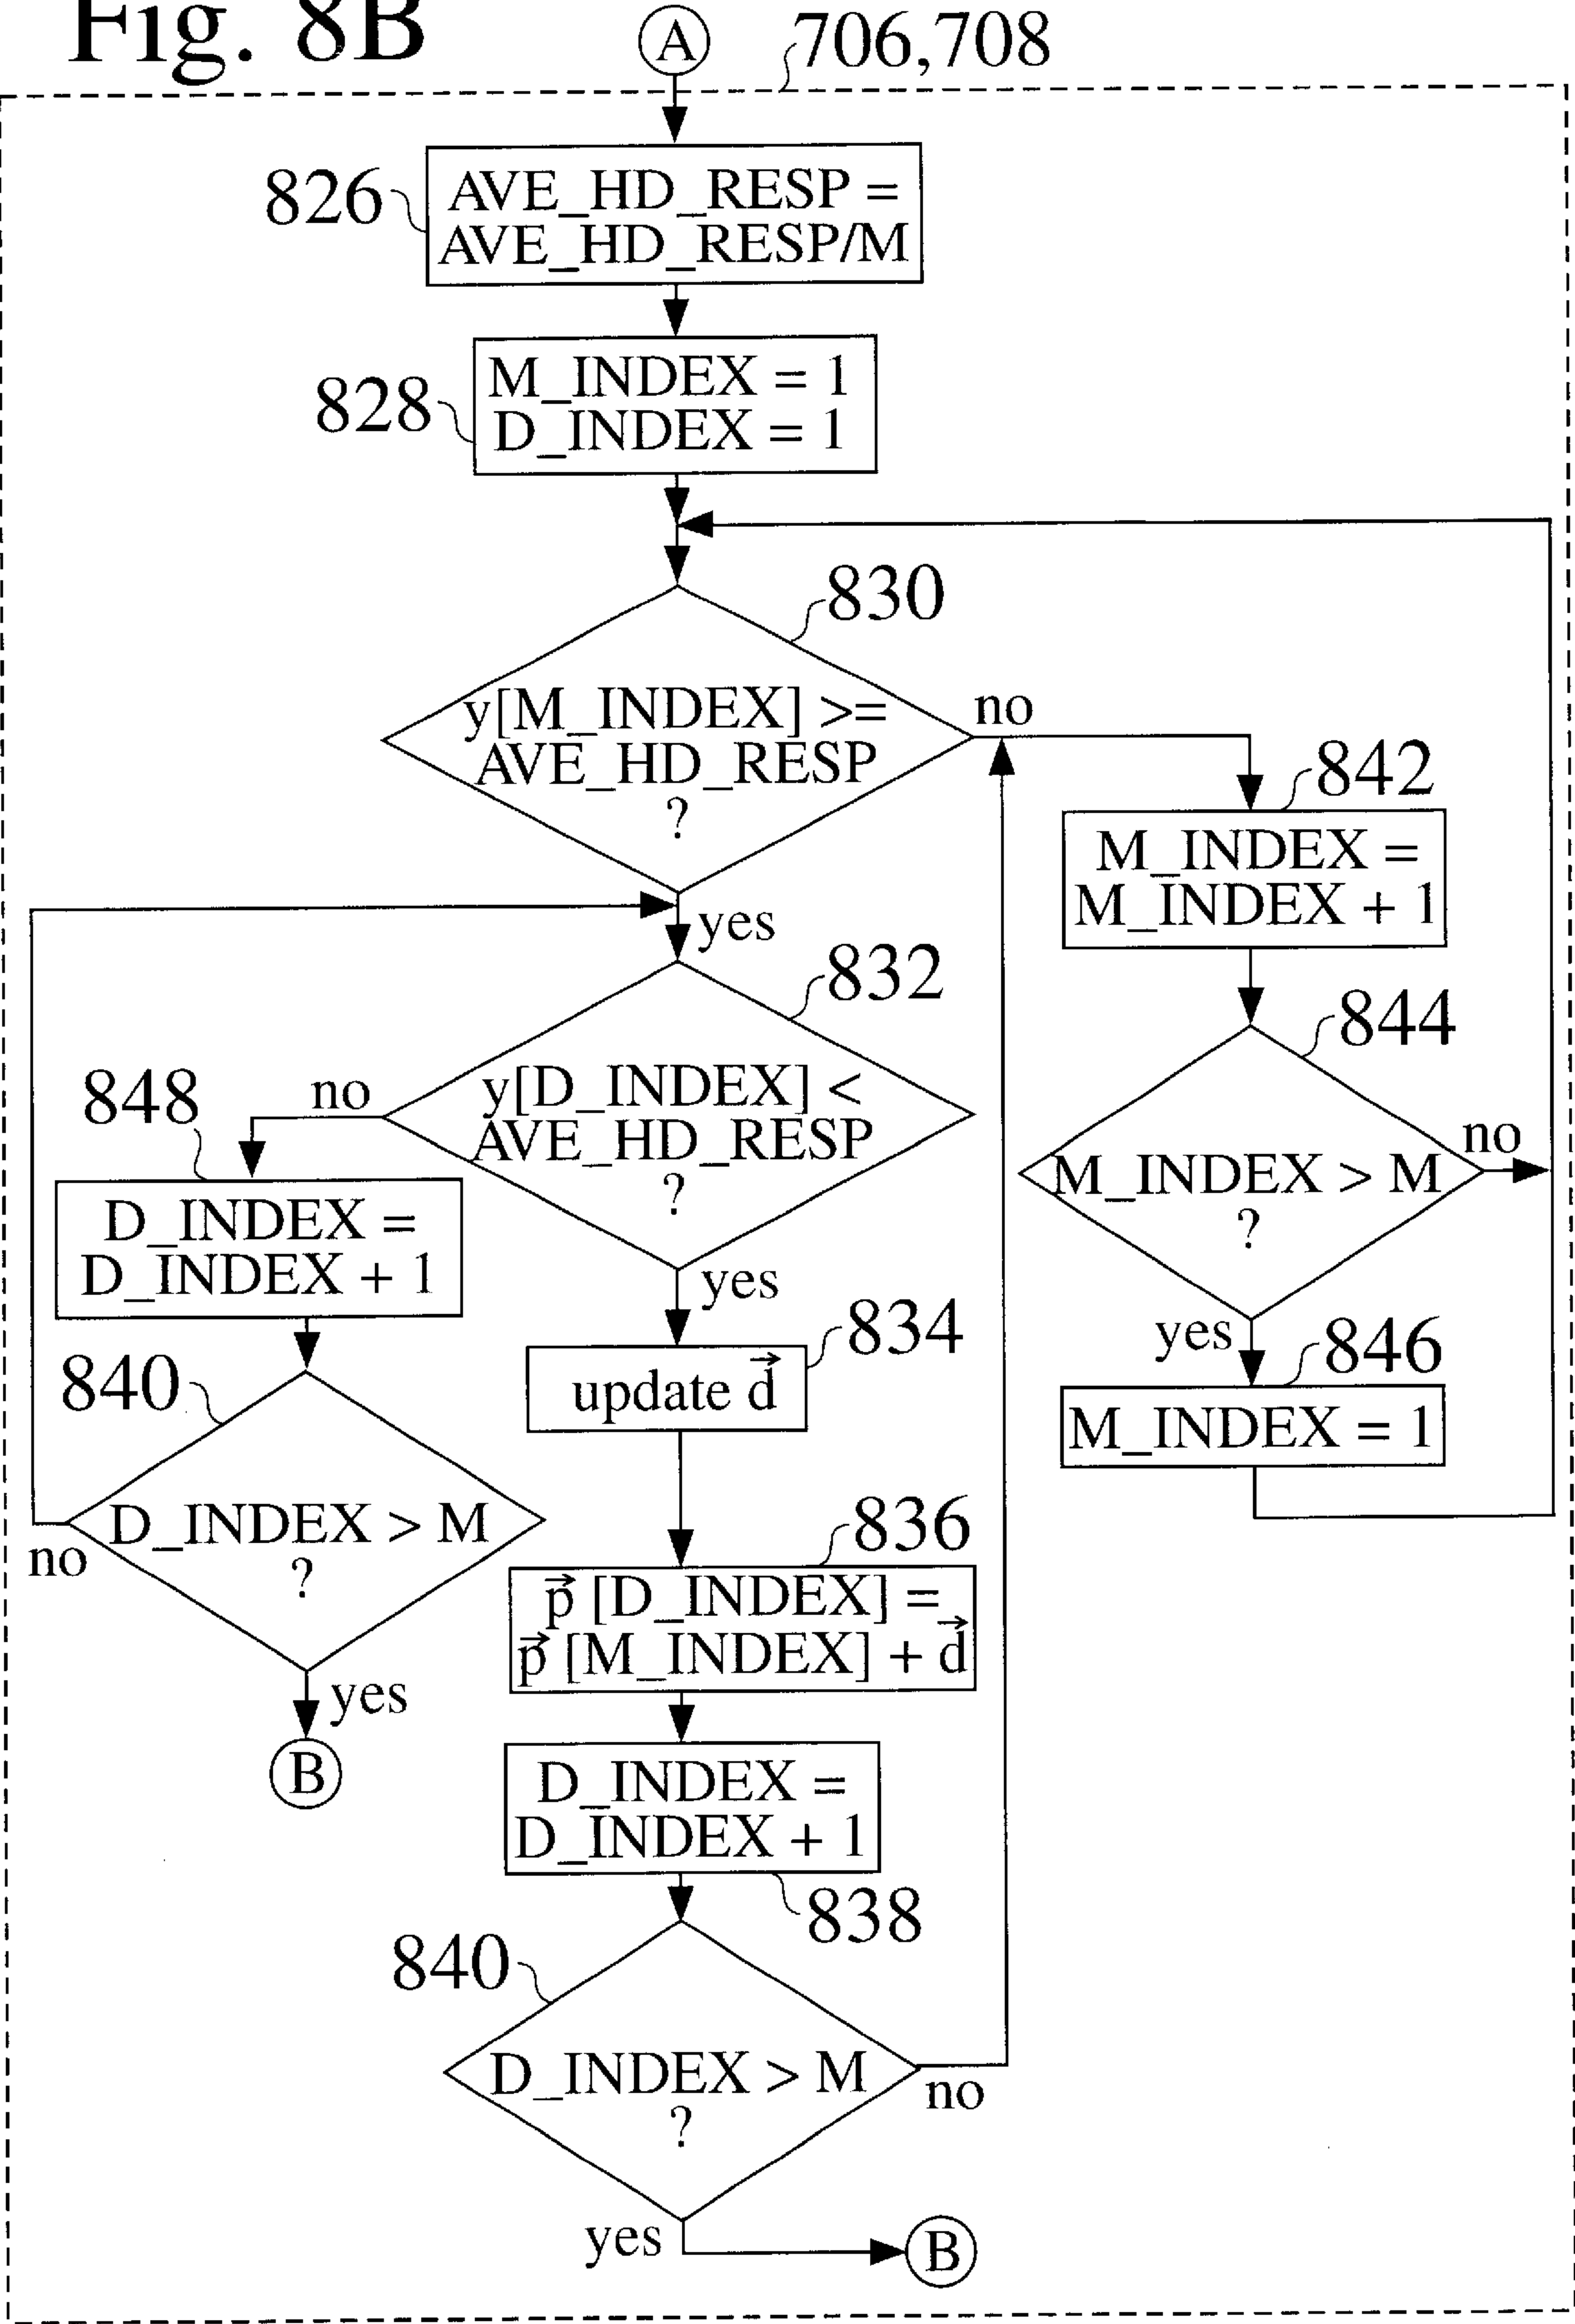 Fig. 8B
A
706,708
826
AVE_HD_RESP =
AVE_HD_RESP/M
828
M_INDEX = 1
D_INDEX = 1
830
y[M_INDEX] >=
AVE_HD_RESP
?
no
yes
842
M_INDEX =
M_INDEX + 1
832
y[D_INDEX] <
AVE_HD_RESP
?
no
yes
844
M_INDEX > M
?
no
yes
848
D_INDEX =
D_INDEX + 1
834
update d⃗
846
M_INDEX = 1
840
D_INDEX > M
?
no
yes
B
836
p⃗ [D_INDEX] =
p⃗ [M_INDEX] + d⃗
D_INDEX =
D_INDEX + 1
838
840
D_INDEX > M
?
no
yes
B